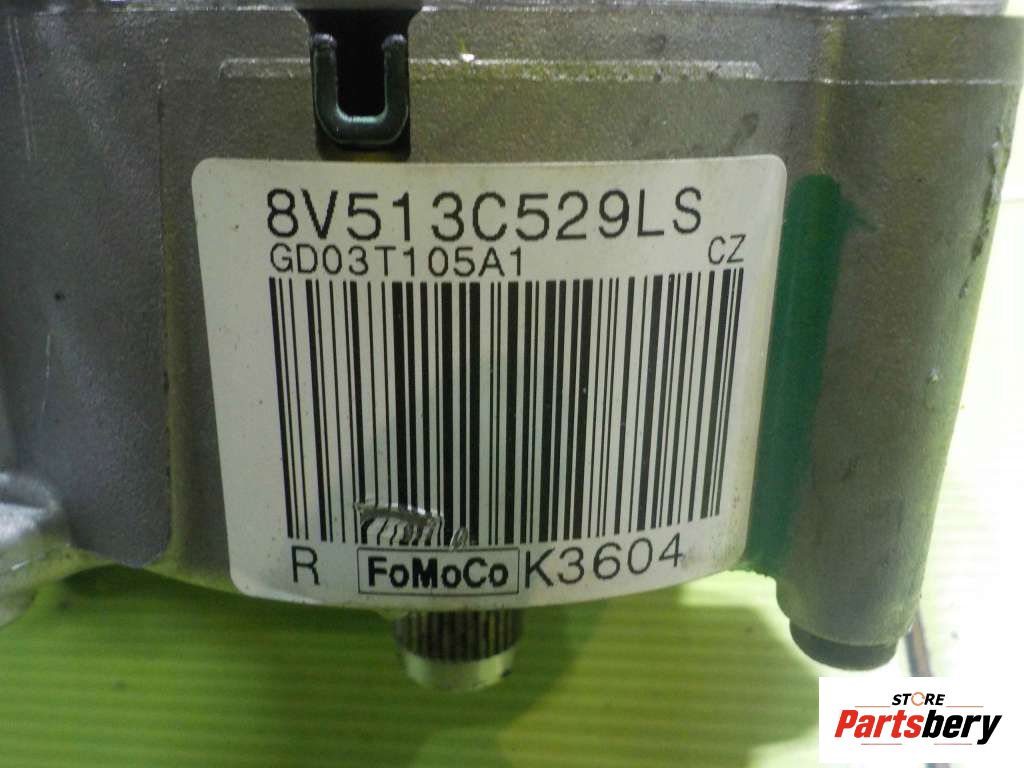 8V513C529LS
GD03T105A1 CZ
R FoMoCo K3604
STORE
Partsbery